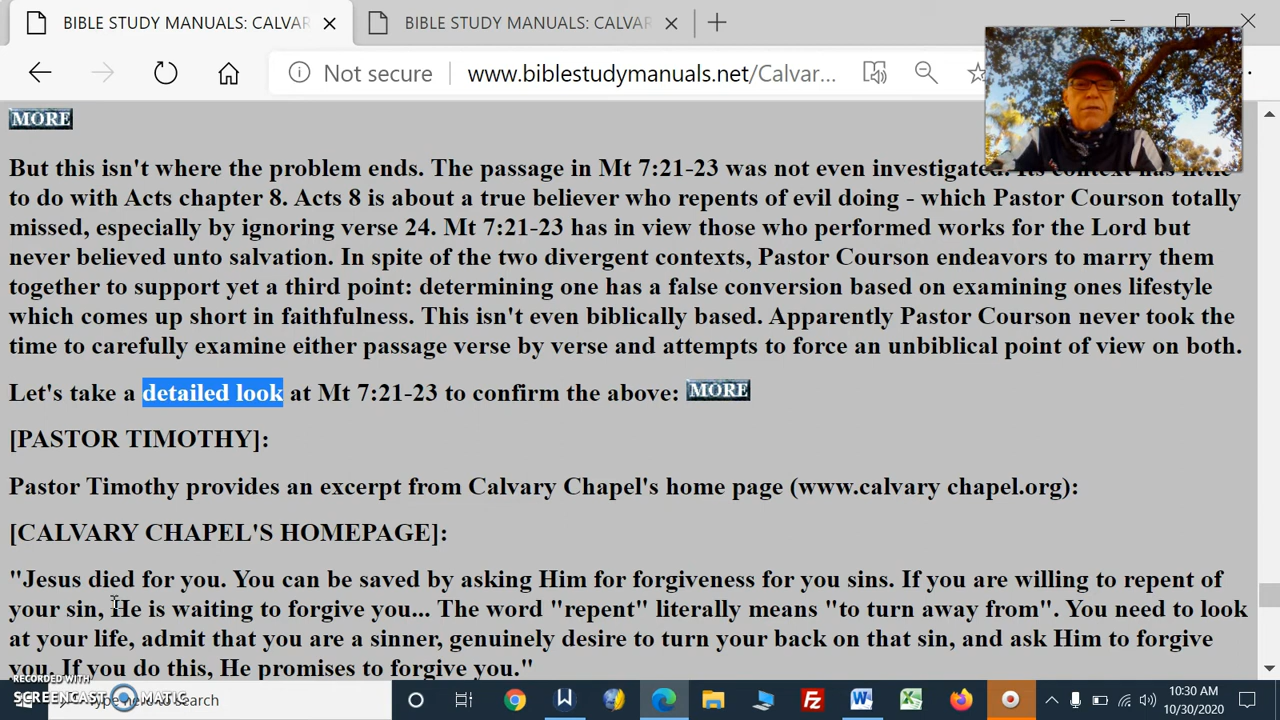 BIBLE STUDY MANUALS: CALVAR
BIBLE STUDY MANUALS: CALVAR
Not secure
www.biblestudymanuals.net/Calvar...
MORE
But this isn't where the problem ends. The passage in Mt 7:21-23 was not even investigated. Its context has
to do with Acts chapter 8. Acts 8 is about a true believer who repents of evil doing - which Pastor Courson totally
missed, especially by ignoring verse 24. Mt 7:21-23 has in view those who performed works for the Lord but
never believed unto salvation. In spite of the two divergent contexts, Pastor Courson endeavors to marry them
together to support yet a third point: determining one has a false conversion based on examining ones lifestyle
which comes up short in faithfulness. This isn't even biblically based. Apparently Pastor Courson never took the
time to carefully examine either passage verse by verse and attempts to force an unbiblical point of view on both.
Let's take a detailed look at Mt 7:21-23 to confirm the above: MORE
[PASTOR TIMOTHY]:
Pastor Timothy provides an excerpt from Calvary Chapel's home page (www.calvary chapel.org):
[CALVARY CHAPEL'S HOMEPAGE]:
"Jesus died for you. You can be saved by asking Him for forgiveness for you sins. If you are willing to repent of
your sin, He is waiting to forgive you... The word "repent" literally means "to turn away from". You need to look
at your life, admit that you are a sinner, genuinely desire to turn your back on that sin, and ask Him to forgive
you. If you do this, He promises to forgive you."
RECORDED WITH
SCREENCAST MATIC
Type here to search
10:30 AM
10/30/2020